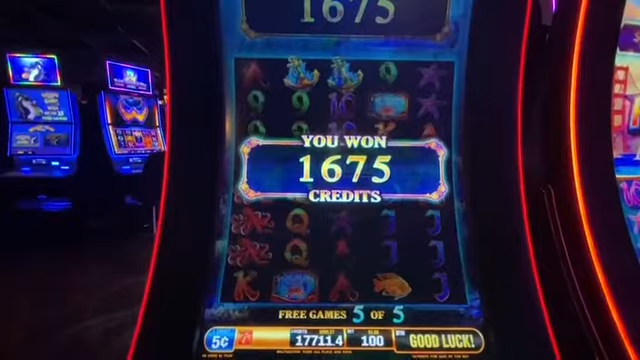 1675
YOU WON
1675
CREDITS
FREE GAMES 5 OF 5
5¢ 17711.4 100 GOOD LUCK!